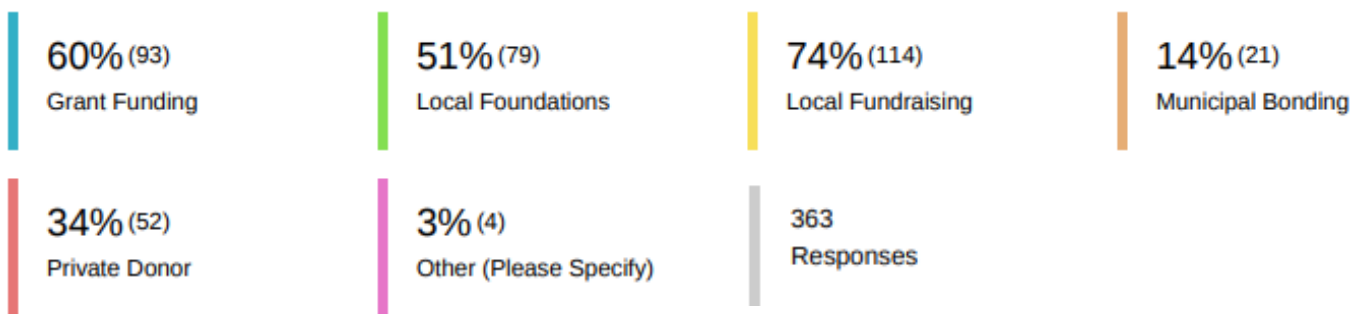 60% (93)
Grant Funding
51% (79)
Local Foundations
74% (114)
Local Fundraising
14% (21)
Municipal Bonding
34% (52)
Private Donor
3% (4)
Other (Please Specify)
363
Responses